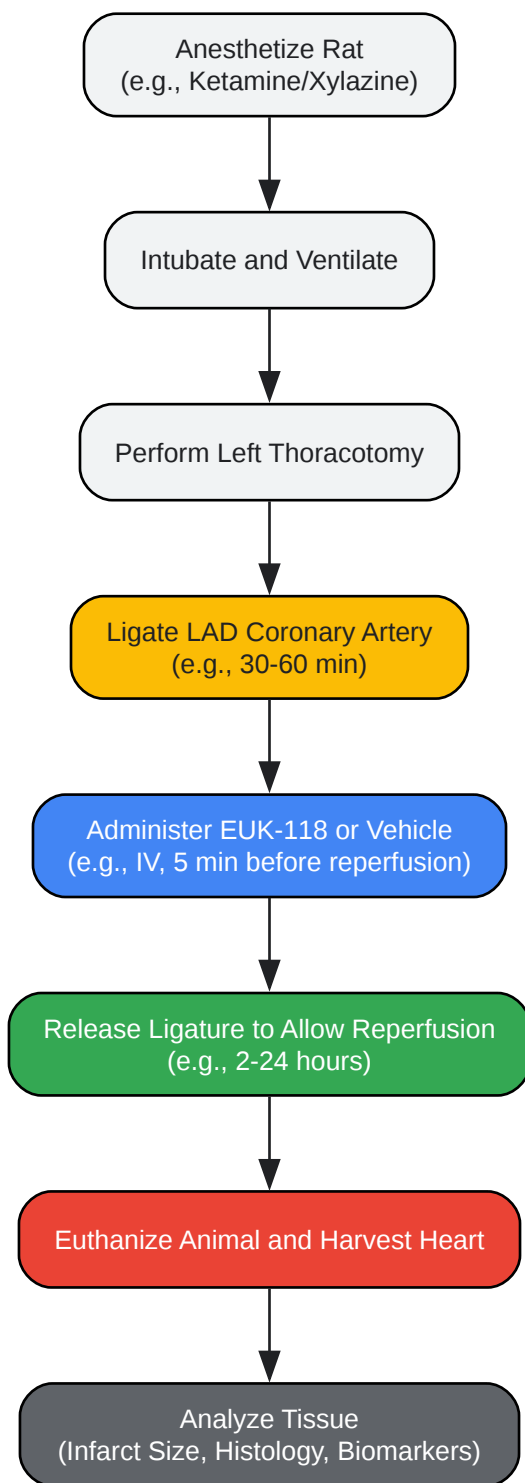 Anesthetize Rat
(e.g., Ketamine/Xylazine)
Intubate and Ventilate
Perform Left Thoracotomy
Ligate LAD Coronary Artery
(e.g., 30-60 min)
Administer EUK-118 or Vehicle
(e.g., IV, 5 min before reperfusion)
Release Ligature to Allow Reperfusion
(e.g., 2-24 hours)
Euthanize Animal and Harvest Heart
Analyze Tissue
(Infarct Size, Histology, Biomarkers)